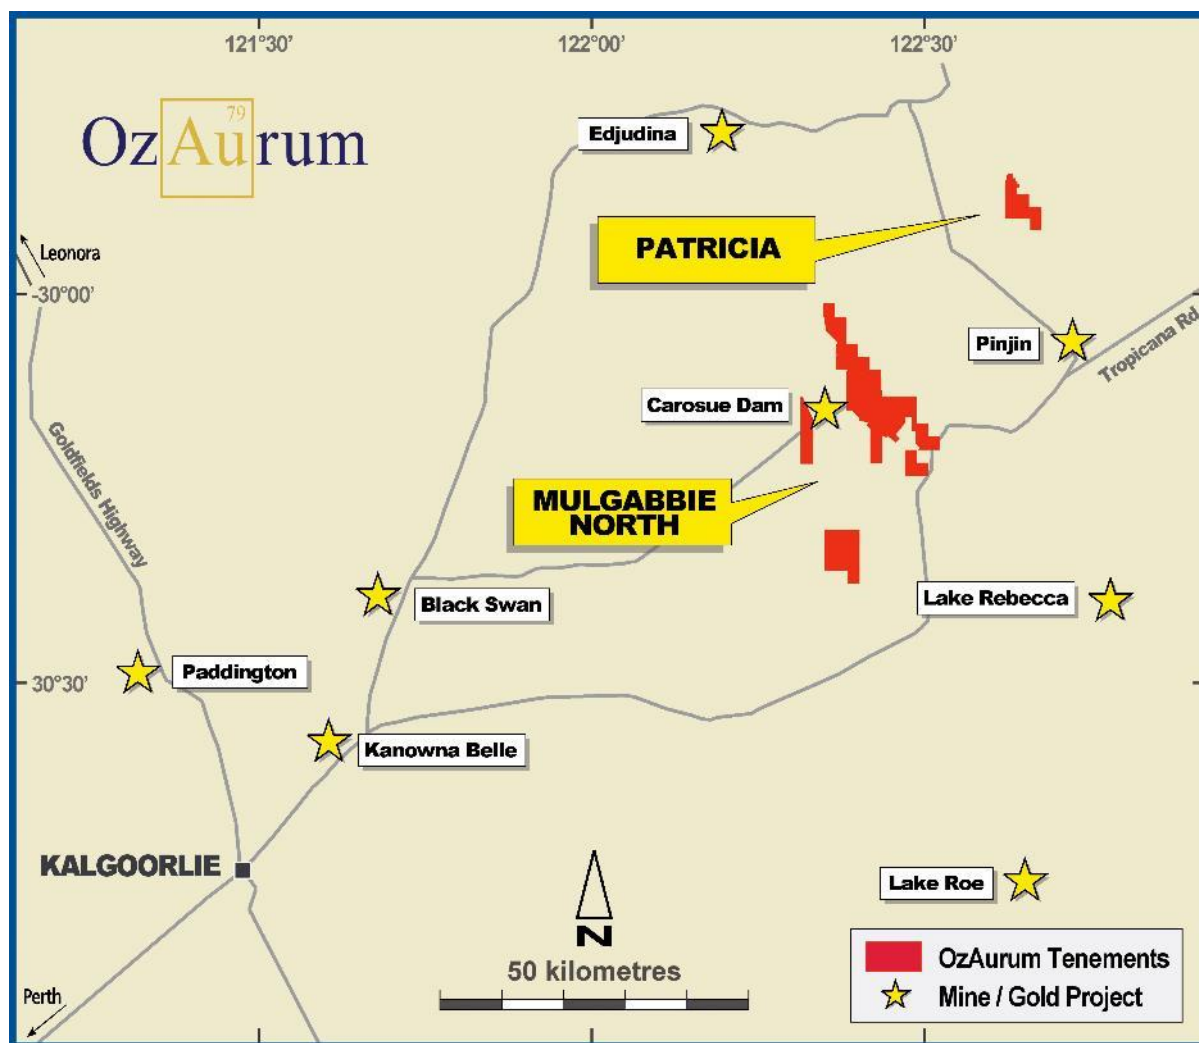 121°30'
122°00'
122°30'
79
OzAurum
Edjudina
PATRICIA
Leonora
-30°00'
Pinjin
Tropicana Rd
Carosue Dam
Goldfields Highway
MULGABBIE
NORTH
Black Swan
Lake Rebecca
Paddington
30°30'
Kanowna Belle
KALGOORLIE
Lake Roe
N
50 kilometres
OzAurum Tenements
Mine / Gold Project
Perth